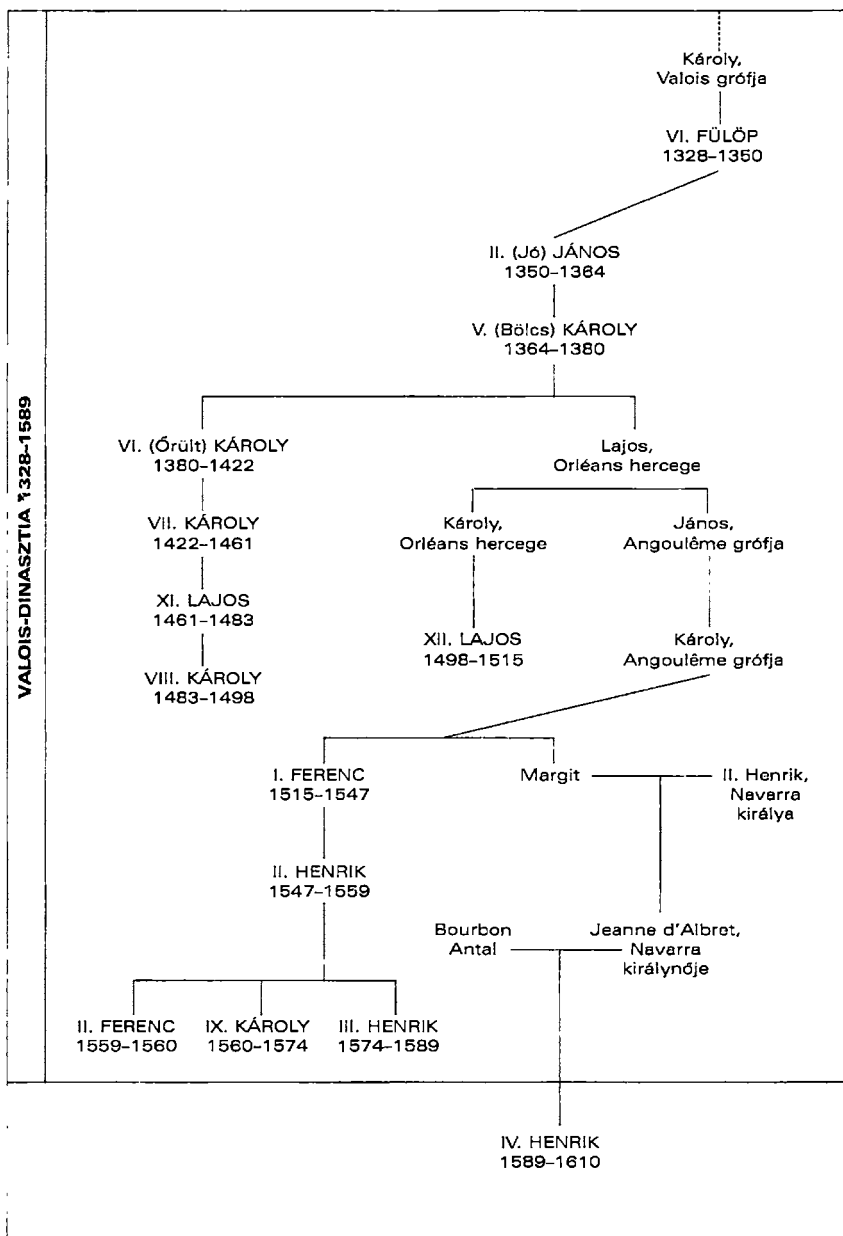 VALOIS-DINASZTIA 1328-1589
Károly,
Valois grófja
VI. FÜLÖP
1328-1350
II. (Jó) JÁNOS
1350-1364
V. (Bölcs) KÁROLY
1364-1380
VI. (Őrült) KÁROLY
1380-1422
Lajos,
Orléans hercege
VII. KÁROLY
1422-1461
Károly,
Orléans hercege
János,
Angoulême grófja
XI. LAJOS
1461-1483
XII. LAJOS
1498-1515
Károly,
Angoulême grófja
VIII. KÁROLY
1483-1498
I. FERENC
1515-1547
Margit
II. Henrik,
Navarra
királya
II. HENRIK
1547-1559
Bourbon
Antal
Jeanne d'Albret,
Navarra
királynője
II. FERENC
1559-1560
IX. KÁROLY
1560-1574
III. HENRIK
1574-1589
IV. HENRIK
1589-1610